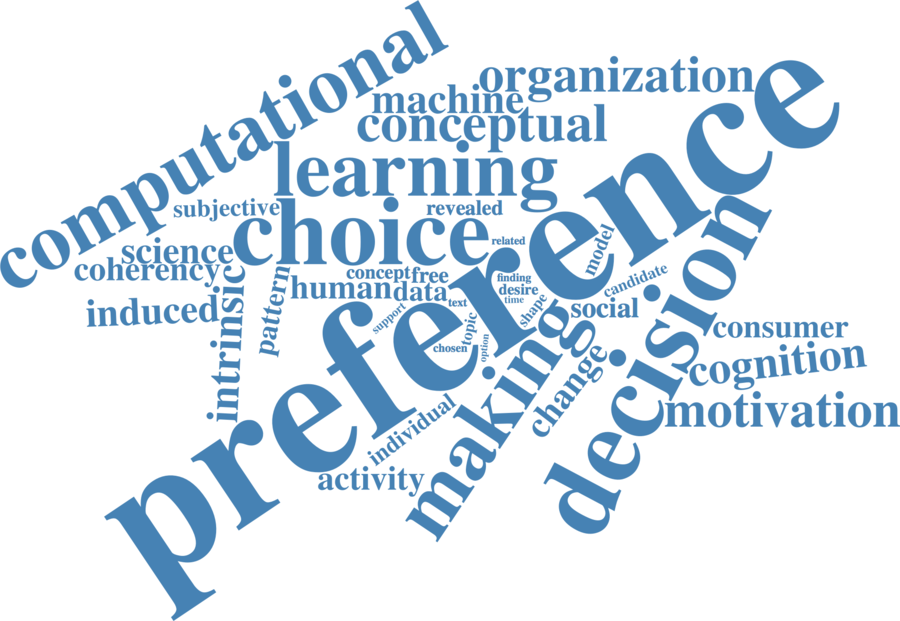 computational
organization
machine
conceptual
learning
preference
subjective
choice
revealed
related
science
coherency
concept
free
finding
model
candidate
induced
intrinsic
pattern
human
data
text
desire
time
shape
social
support
topic
chosen
option
decision
making
change
consumer
cognition
motivation
individual
activity